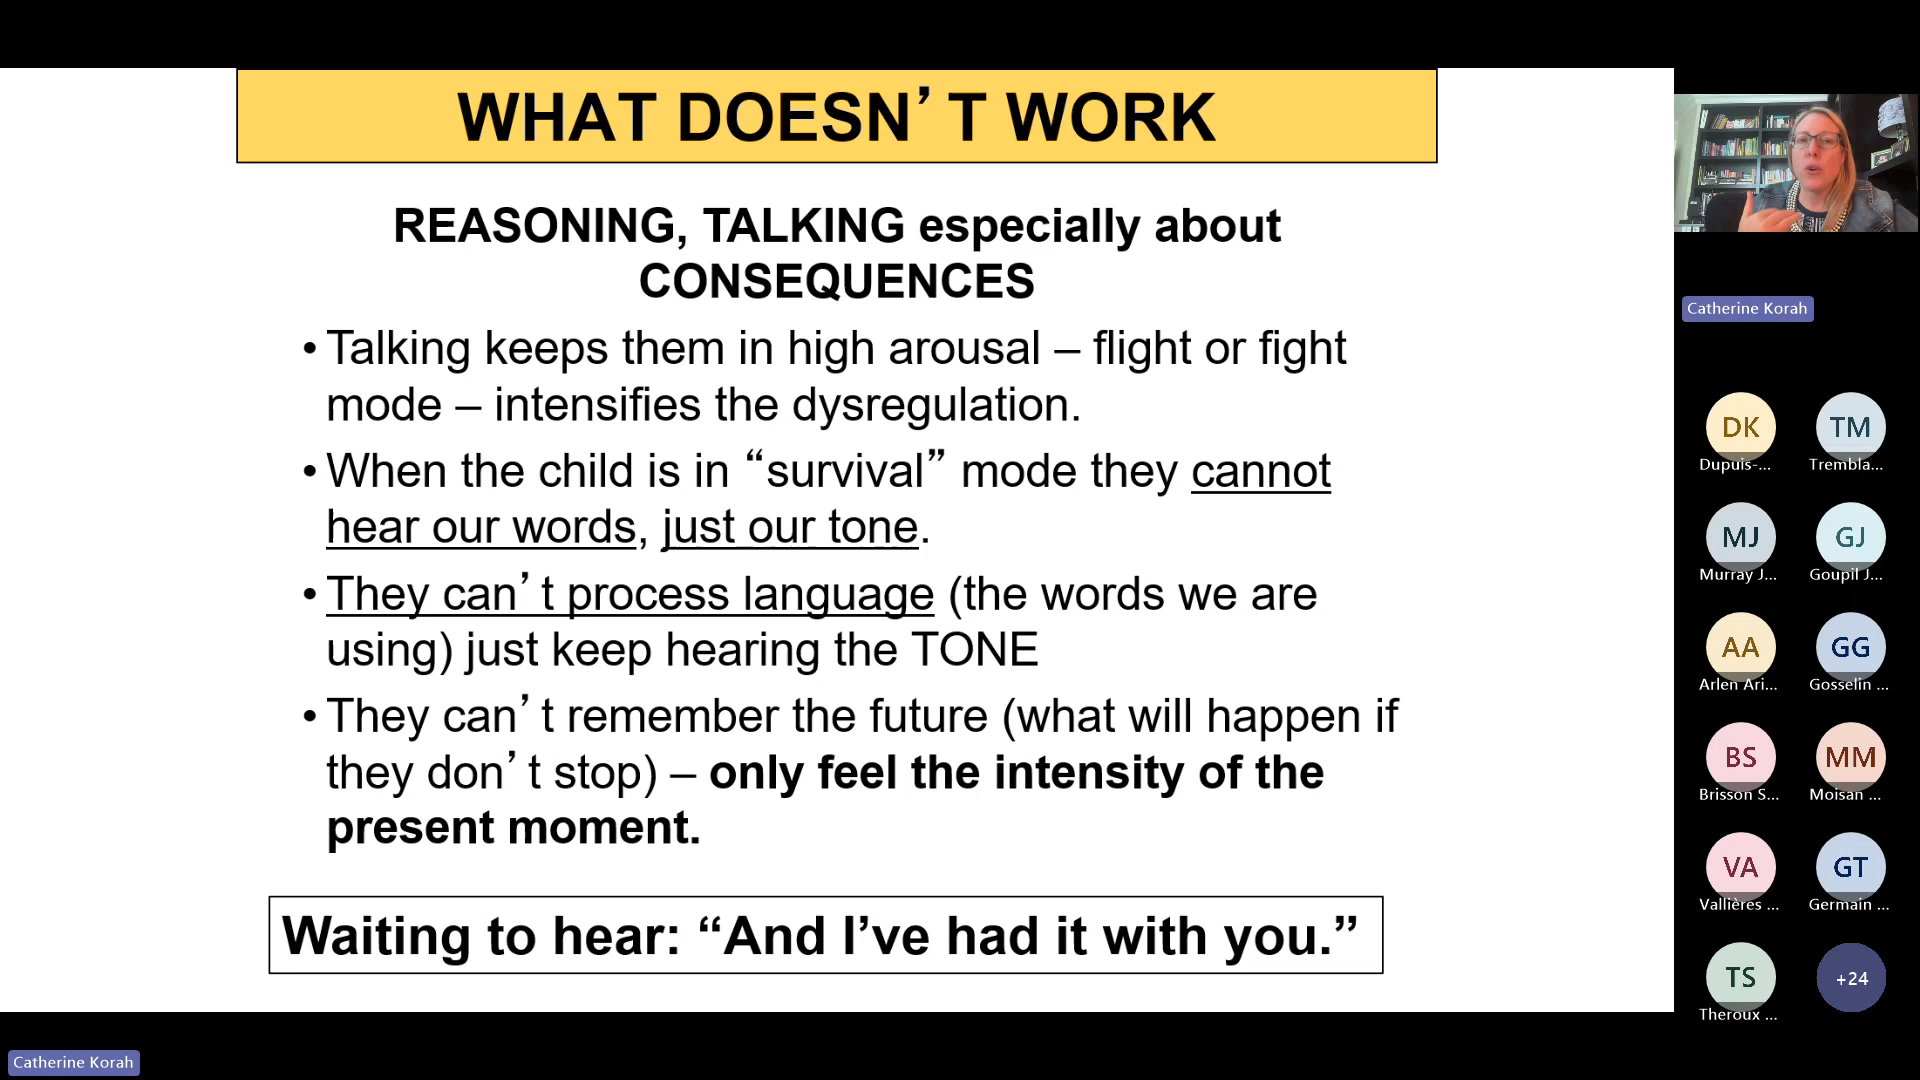 WHAT DOESN’T WORK
REASONING, TALKING especially about
CONSEQUENCES
•Talking keeps them in high arousal – flight or fight
mode – intensifies the dysregulation.
•When the child is in “survival” mode they cannot
hear our words, just our tone.
•They can’t process language (the words we are
using) just keep hearing the TONE
•They can’t remember the future (what will happen if
they don’t stop) – only feel the intensity of the
present moment.
Waiting to hear: “And I’ve had it with you.”
Catherine Korah
DK
Dupuis-...
TM
Trembla...
MJ
Murray J...
GJ
Goupil J...
AA
Arlen Ari...
GG
Gosselin ...
BS
Brisson S...
MM
Moisan ...
VA
Vallières ...
GT
Germain ...
TS
Theroux ...
+24
Catherine Korah